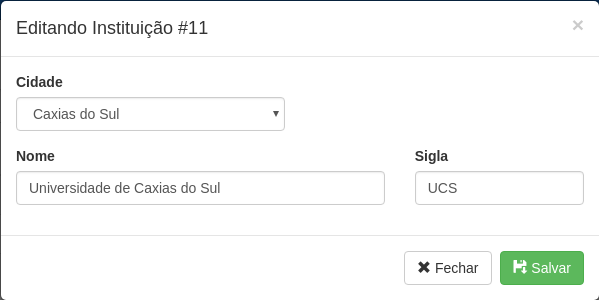 Editando Instituição #11
×
Cidade
Caxias do Sul
Nome
Sigla
Universidade de Caxias do Sul
UCS
Fechar
Salvar